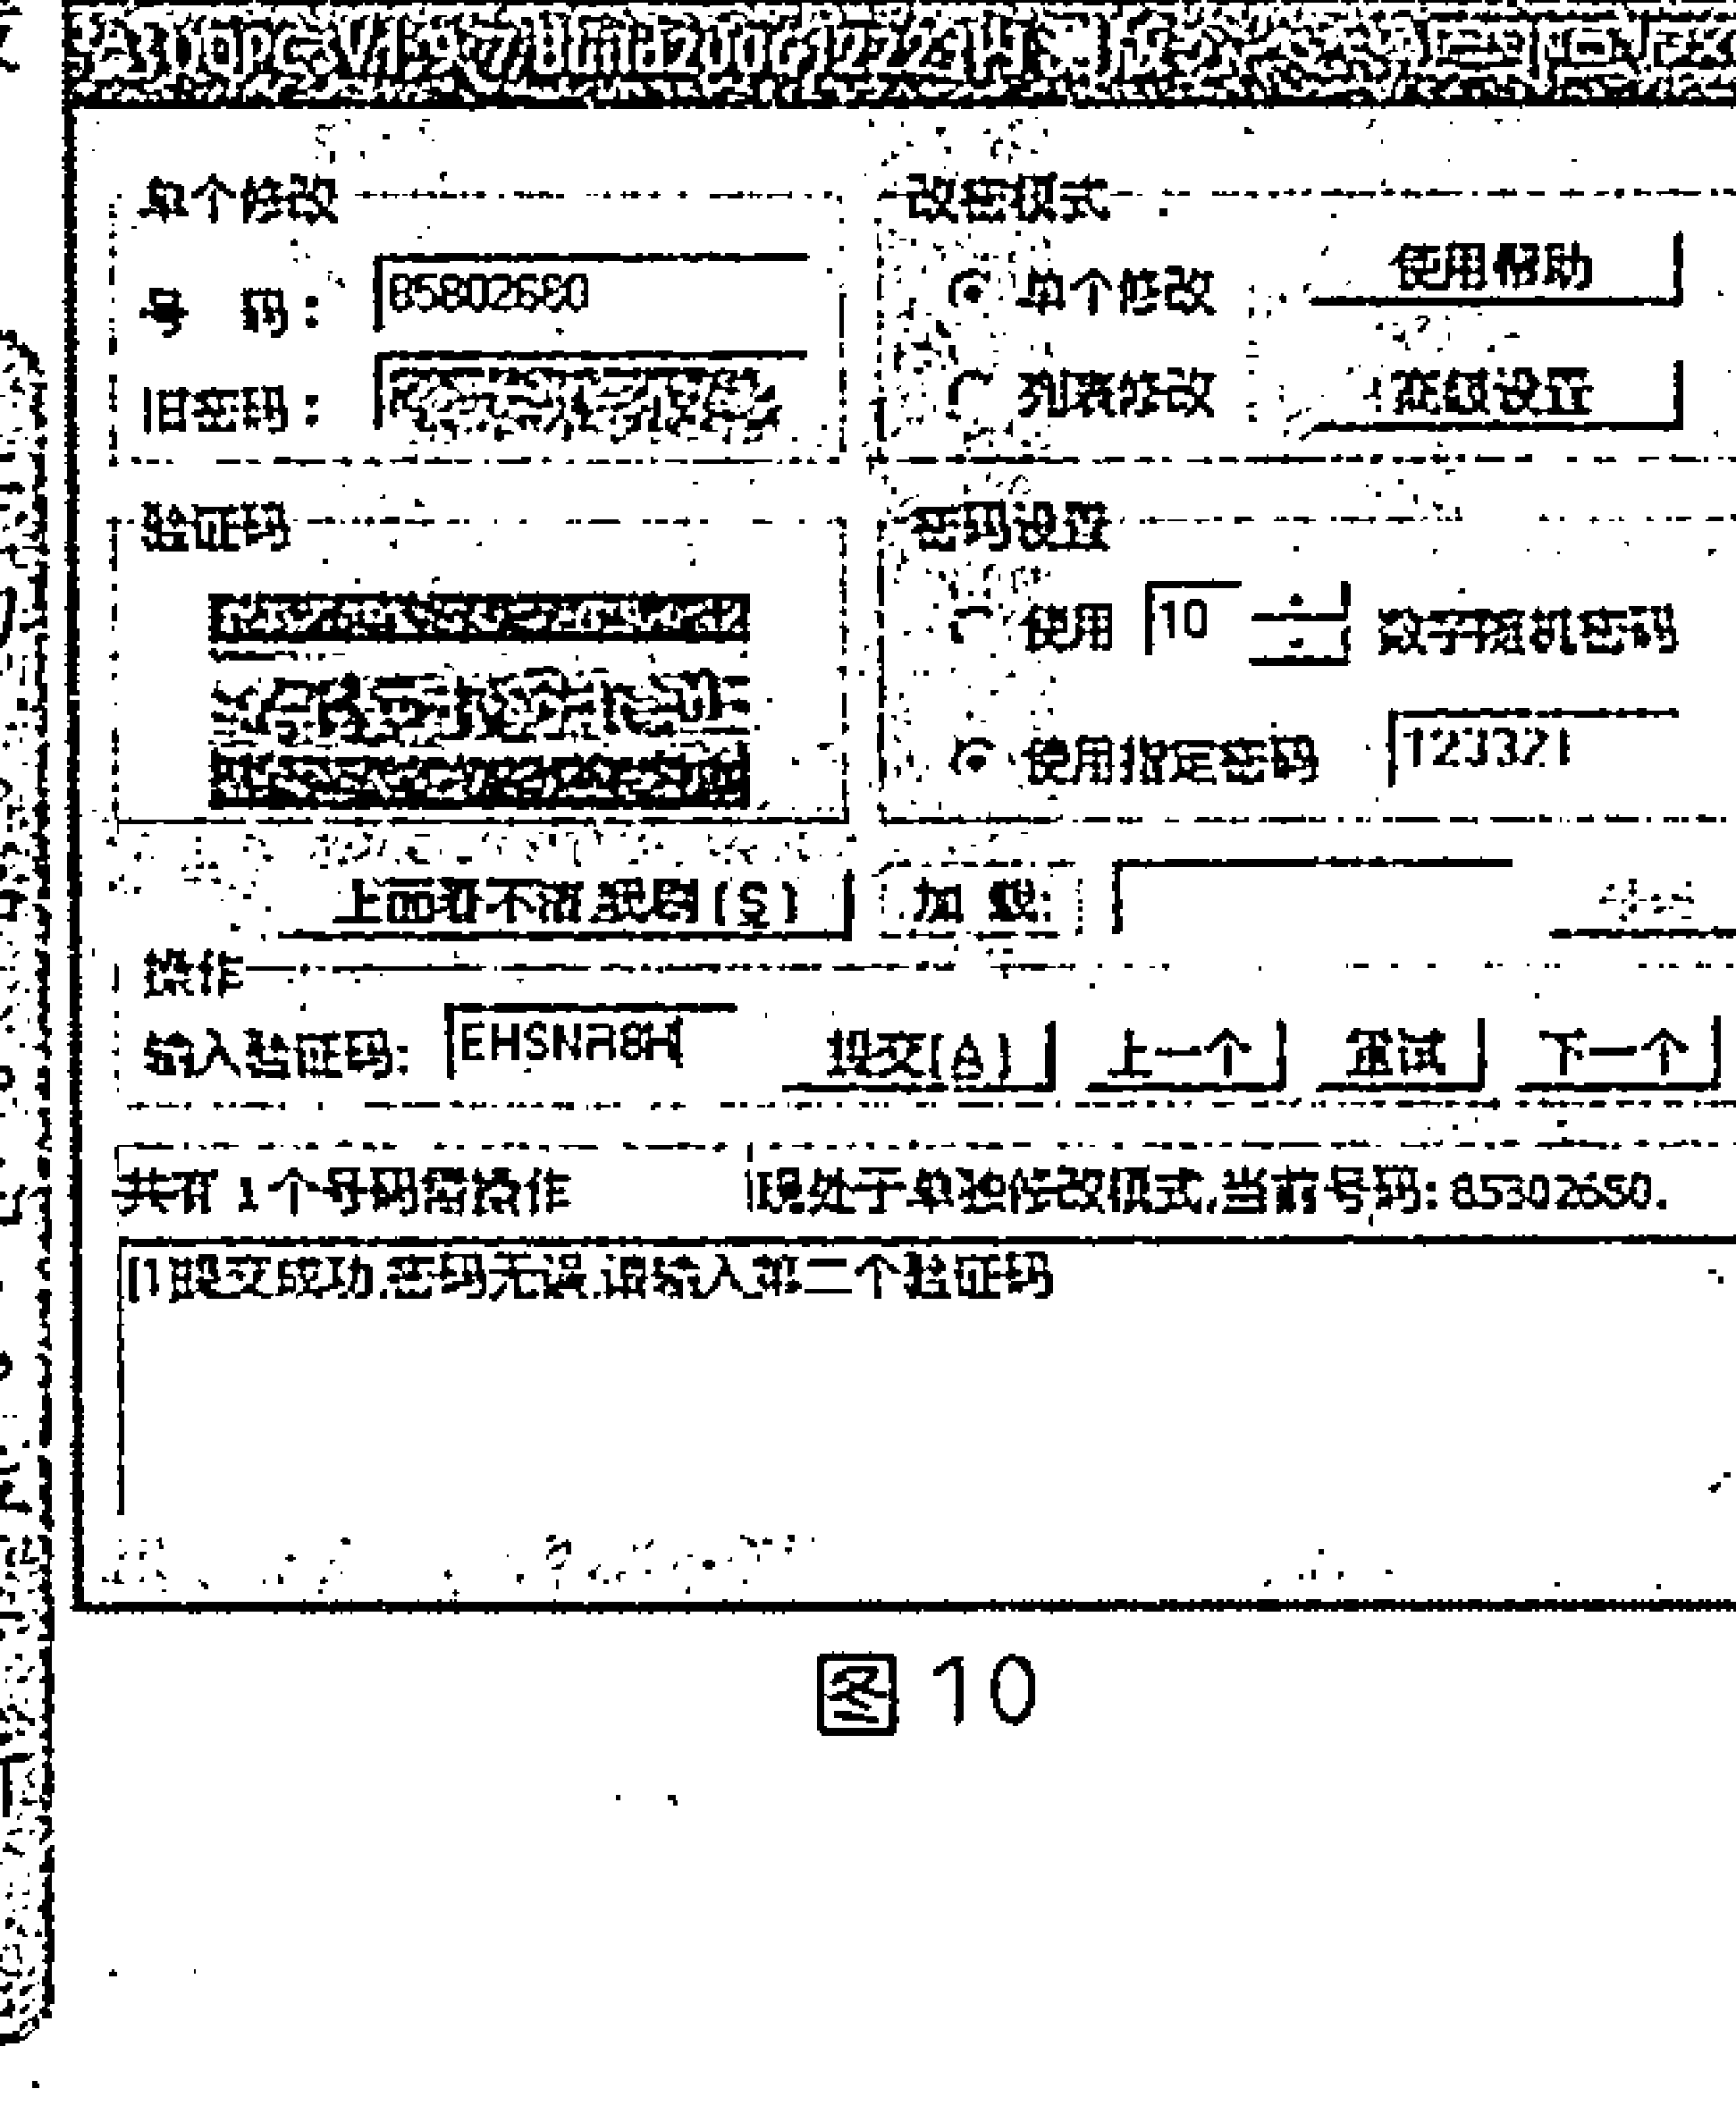 单个修改
号 码： 85802680
旧密码：
改密模式
单个修改 使用帮助
列表修改 高级设置
验证码
密码设置
使用 10 数字随机密码
使用指定密码 123321
上面看不清点我(S) 加载:
操作
输入验证码: EHSNR8H 提交(A) 上一个 重试 下一个
共有 1 个号码需操作 现处于单独修改模式,当前号码: 85802680.
[1]提交成功,密码无误,请输入第二个验证码
图 10